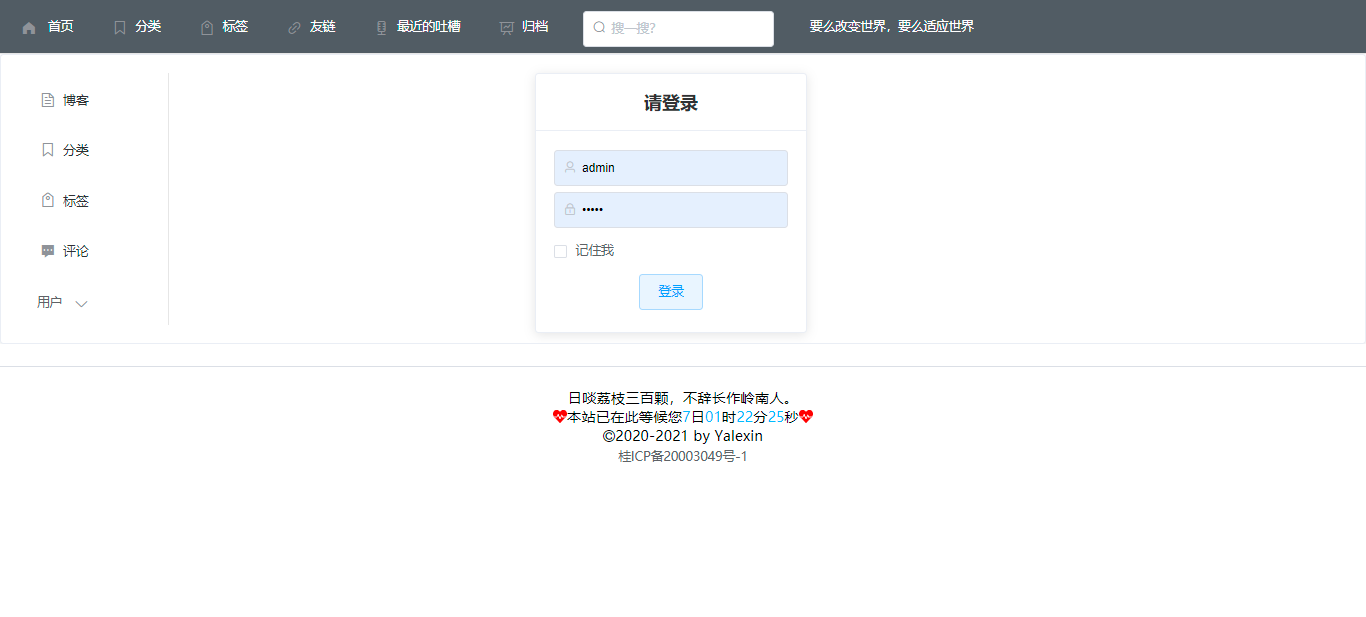 首页 分类 标签 友链 最近的吐槽 归档 搜一搜? 要么改变世界，要么适应世界
博客
分类
标签
评论
用户
请登录
admin
•••••
记住我
登录
日啖荔枝三百颗，不辞长作岭南人。
本站已在此等候您7日01时22分25秒
©2020-2021 by Yalexin
桂ICP备20003049号-1